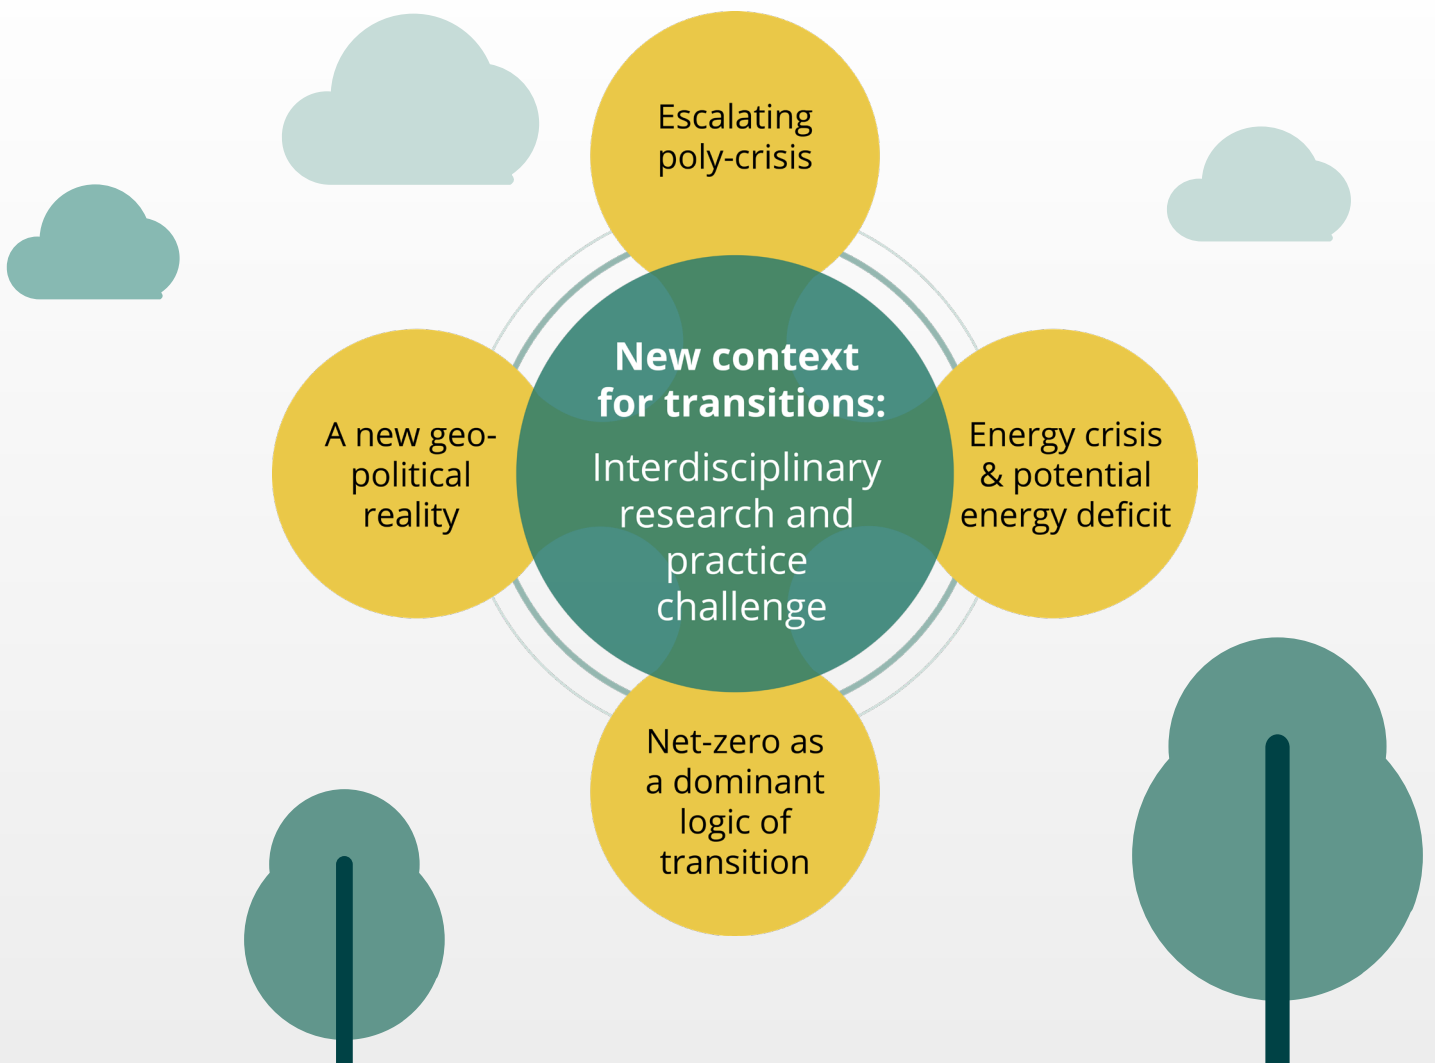 Escalating
poly-crisis
New context
for transitions:
Interdisciplinary
research and
practice
challenge
A new geo-
political
reality
Energy crisis
& potential
energy deficit
Net-zero as
a dominant
logic of
transition